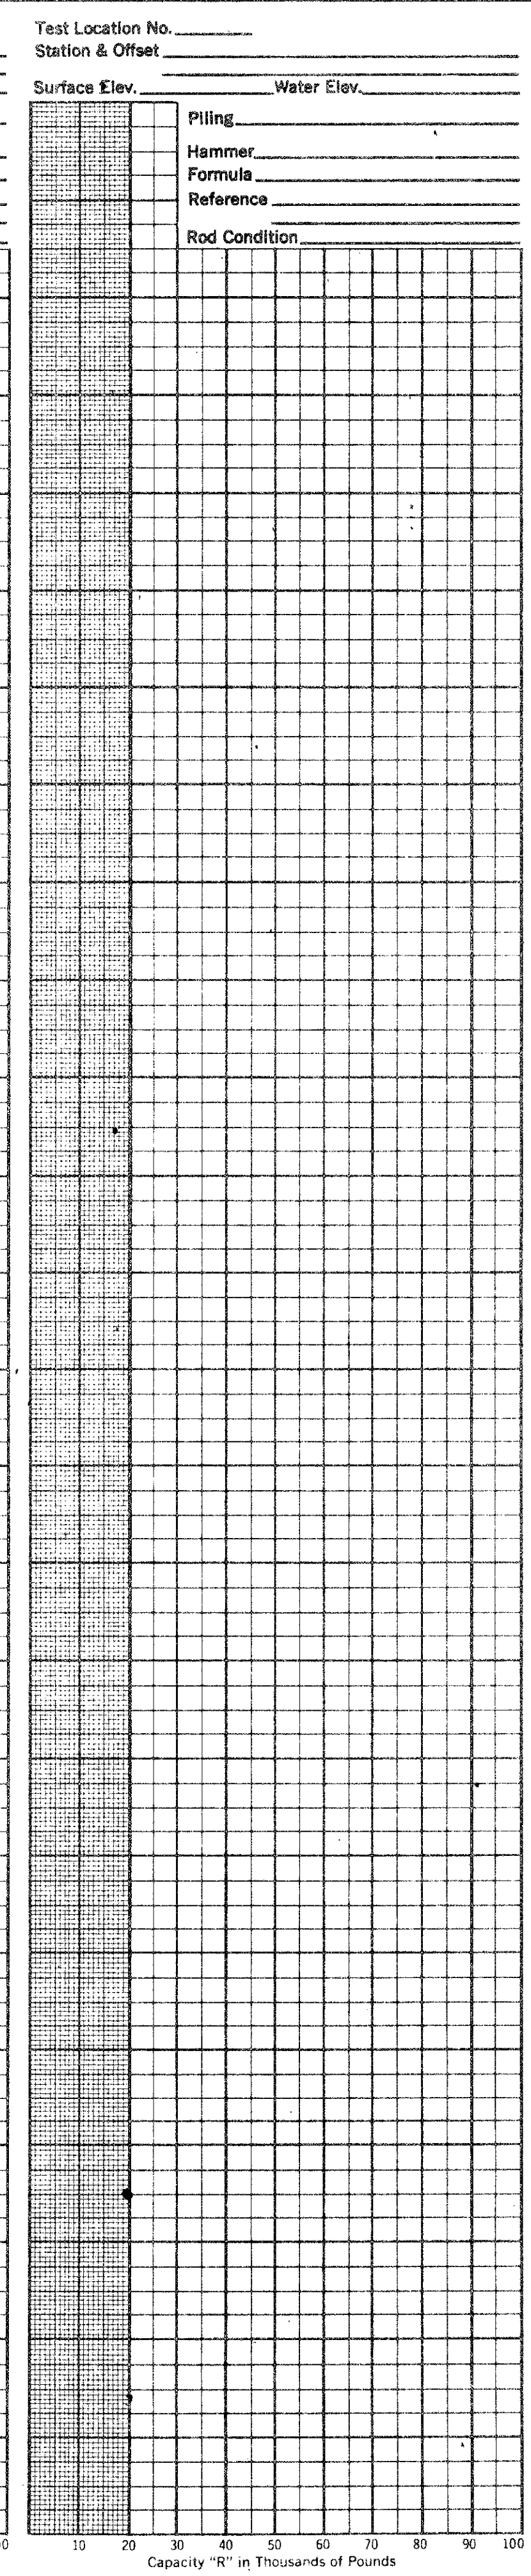 Test Location No.
Station & Offset
Surface Elev. Water Elev.
Piling
Hammer
Formula
Reference
Rod Condition
10 20 30 40 50 60 70 80 90 100
Capacity "R" in Thousands of Pounds